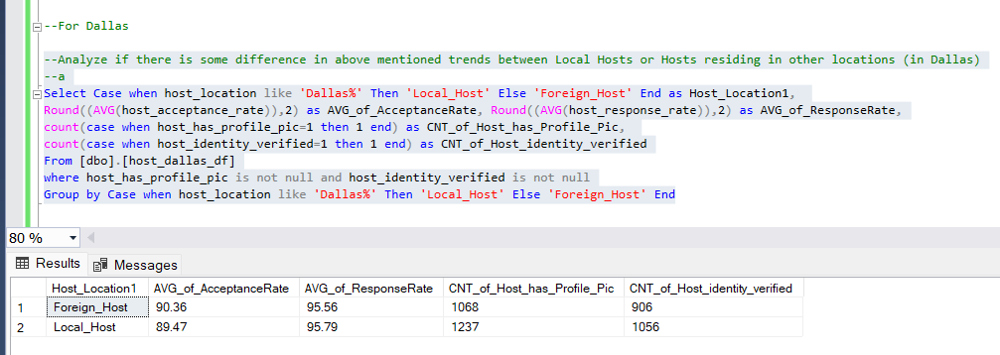 --For Dallas
--Analyze if there is some difference in above mentioned trends between Local Hosts or Hosts residing in other locations (in Dallas)
--a
Select Case when host_location like 'Dallas%' Then 'Local_Host' Else 'Foreign_Host' End as Host_Location1,
Round((AVG(host_acceptance_rate)),2) as AVG_of_AcceptanceRate, Round((AVG(host_response_rate)),2) as AVG_of_ResponseRate,
count(case when host_has_profile_pic=1 then 1 end) as CNT_of_Host_has_Profile_Pic,
count(case when host_identity_verified=1 then 1 end) as CNT_of_Host_identity_verified
From [dbo].[host_dallas_df]
where host_has_profile_pic is not null and host_identity_verified is not null
Group by Case when host_location like 'Dallas%' Then 'Local_Host' Else 'Foreign_Host' End
80 %
Results Messages
Host_Location1 AVG_of_AcceptanceRate AVG_of_ResponseRate CNT_of_Host_has_Profile_Pic CNT_of_Host_identity_verified
1 Foreign_Host 90.36 95.56 1068 906
2 Local_Host 89.47 95.79 1237 1056